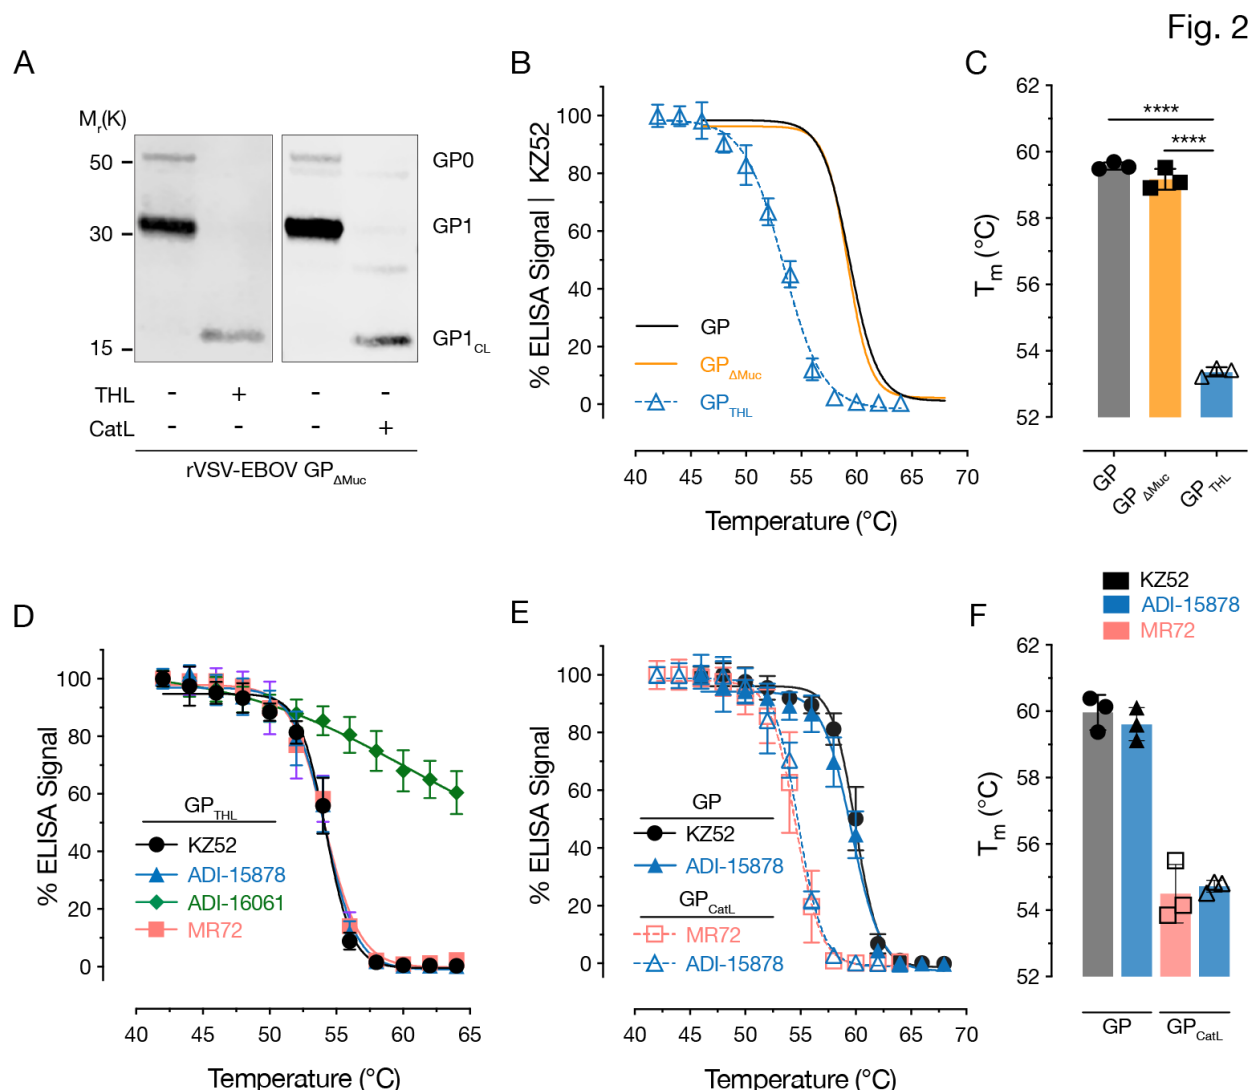 Fig. 2
A
Mr(K)
50
30
15
GP0
GP1
GP1CL
THL - + - -
CatL - - - +
rVSV-EBOV GPΔMuc
B
% ELISA Signal | KZ52
100
80
60
40
20
0
GP
GPΔMuc
GPTHL
40 45 50 55 60 65 70
Temperature (°C)
C
Tm (°C)
62
60
58
56
54
52
****
****
GP
GPΔMuc
GPTHL
D
% ELISA Signal
100
80
60
40
20
0
GPTHL
KZ52
ADI-15878
ADI-16061
MR72
40 45 50 55 60 65
Temperature (°C)
E
% ELISA Signal
100
80
60
40
20
0
GP
KZ52
ADI-15878
GPCatL
MR72
ADI-15878
40 45 50 55 60 65 70
Temperature (°C)
F
KZ52
ADI-15878
MR72
Tm (°C)
62
60
58
56
54
52
GP GPCatL